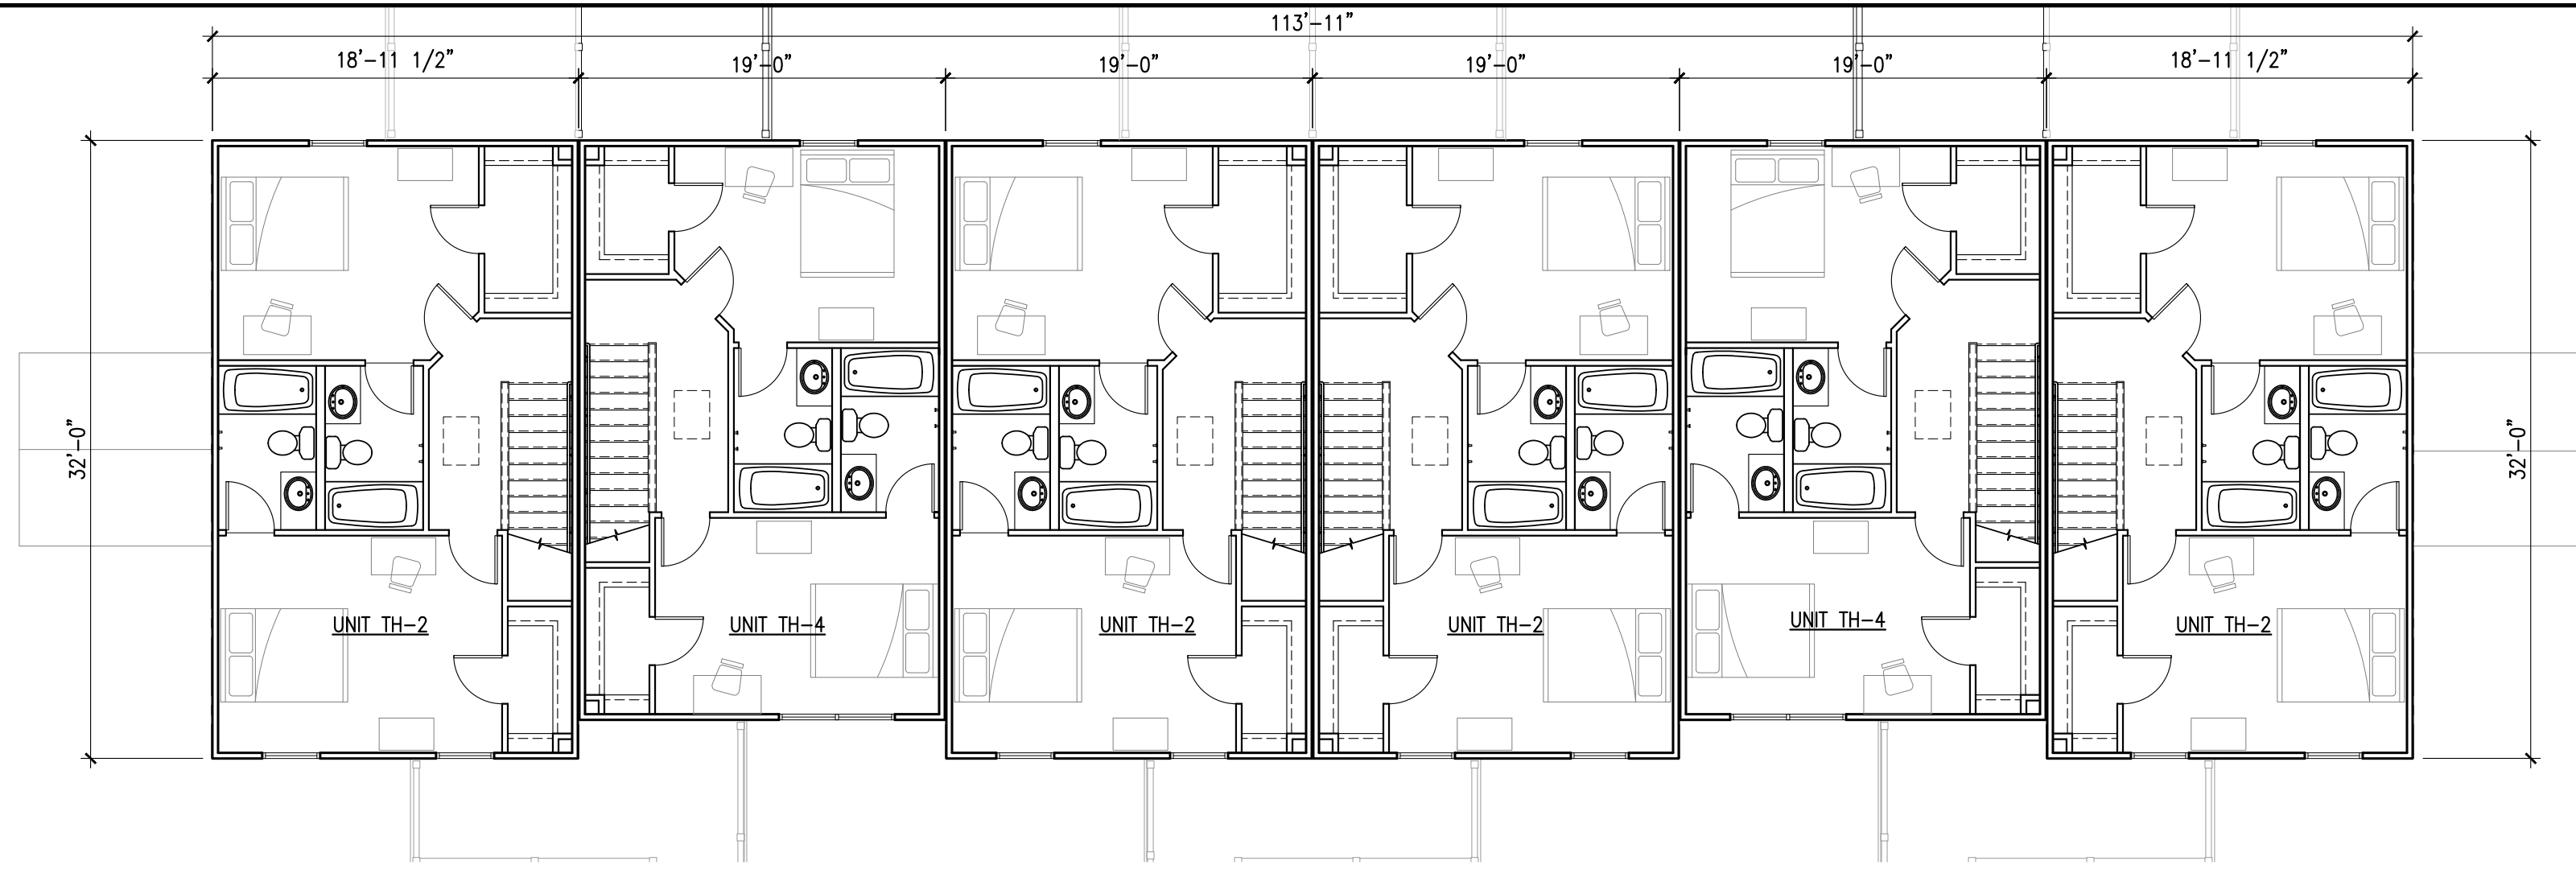 113'-11"
18'-11 1/2"
19'-0"
19'-0"
19'-0"
19'-0"
18'-11 1/2"
32'-0"
32'-0"
UNIT TH-2
UNIT TH-4
UNIT TH-2
UNIT TH-2
UNIT TH-4
UNIT TH-2